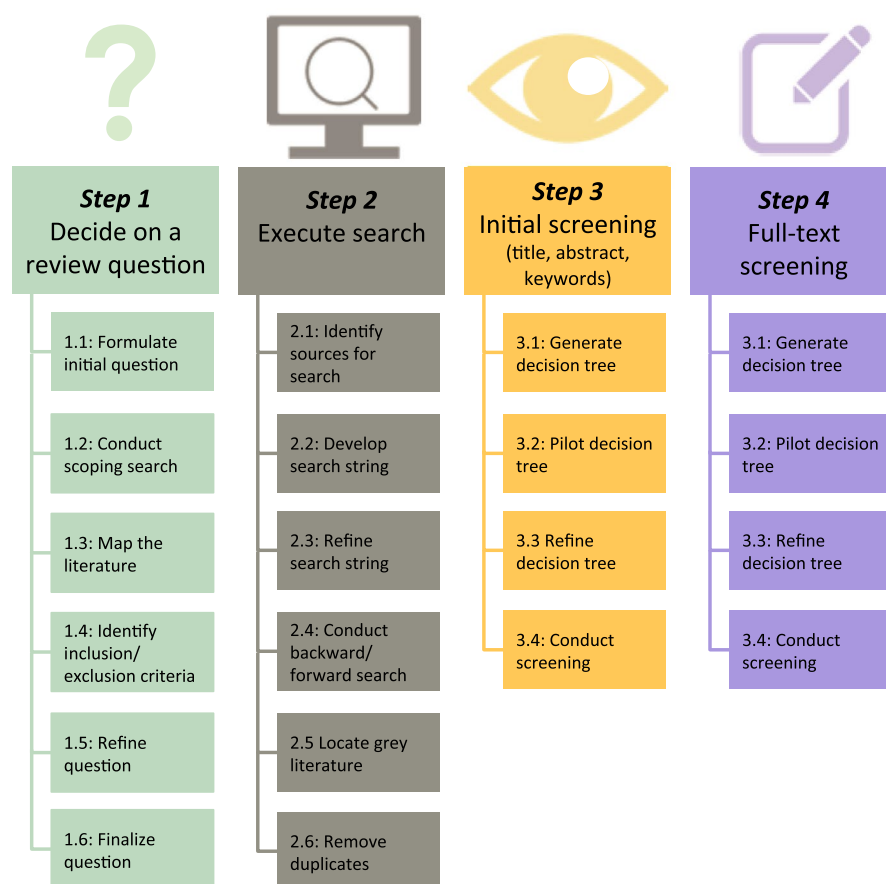 Step 1
Decide on a
review question
1.1: Formulate
initial question
1.2: Conduct
scoping search
1.3: Map the
literature
1.4: Identify
inclusion/
exclusion criteria
1.5: Refine
question
1.6: Finalize
question
Step 2
Execute search
2.1: Identify
sources for
search
2.2: Develop
search string
2.3: Refine
search string
2.4: Conduct
backward/
forward search
2.5 Locate grey
literature
2.6: Remove
duplicates
Step 3
Initial screening
(title, abstract,
keywords)
3.1: Generate
decision tree
3.2: Pilot decision
tree
3.3 Refine
decision tree
3.4: Conduct
screening
Step 4
Full-text
screening
3.1: Generate
decision tree
3.2: Pilot decision
tree
3.3: Refine
decision tree
3.4: Conduct
screening